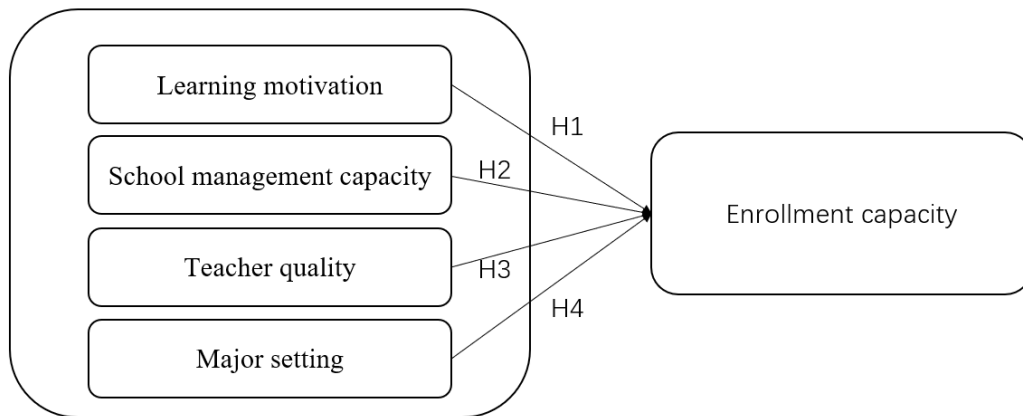 Learning motivation
H1
School management capacity
H2
Enrollment capacity
Teacher quality
H3
H4
Major setting